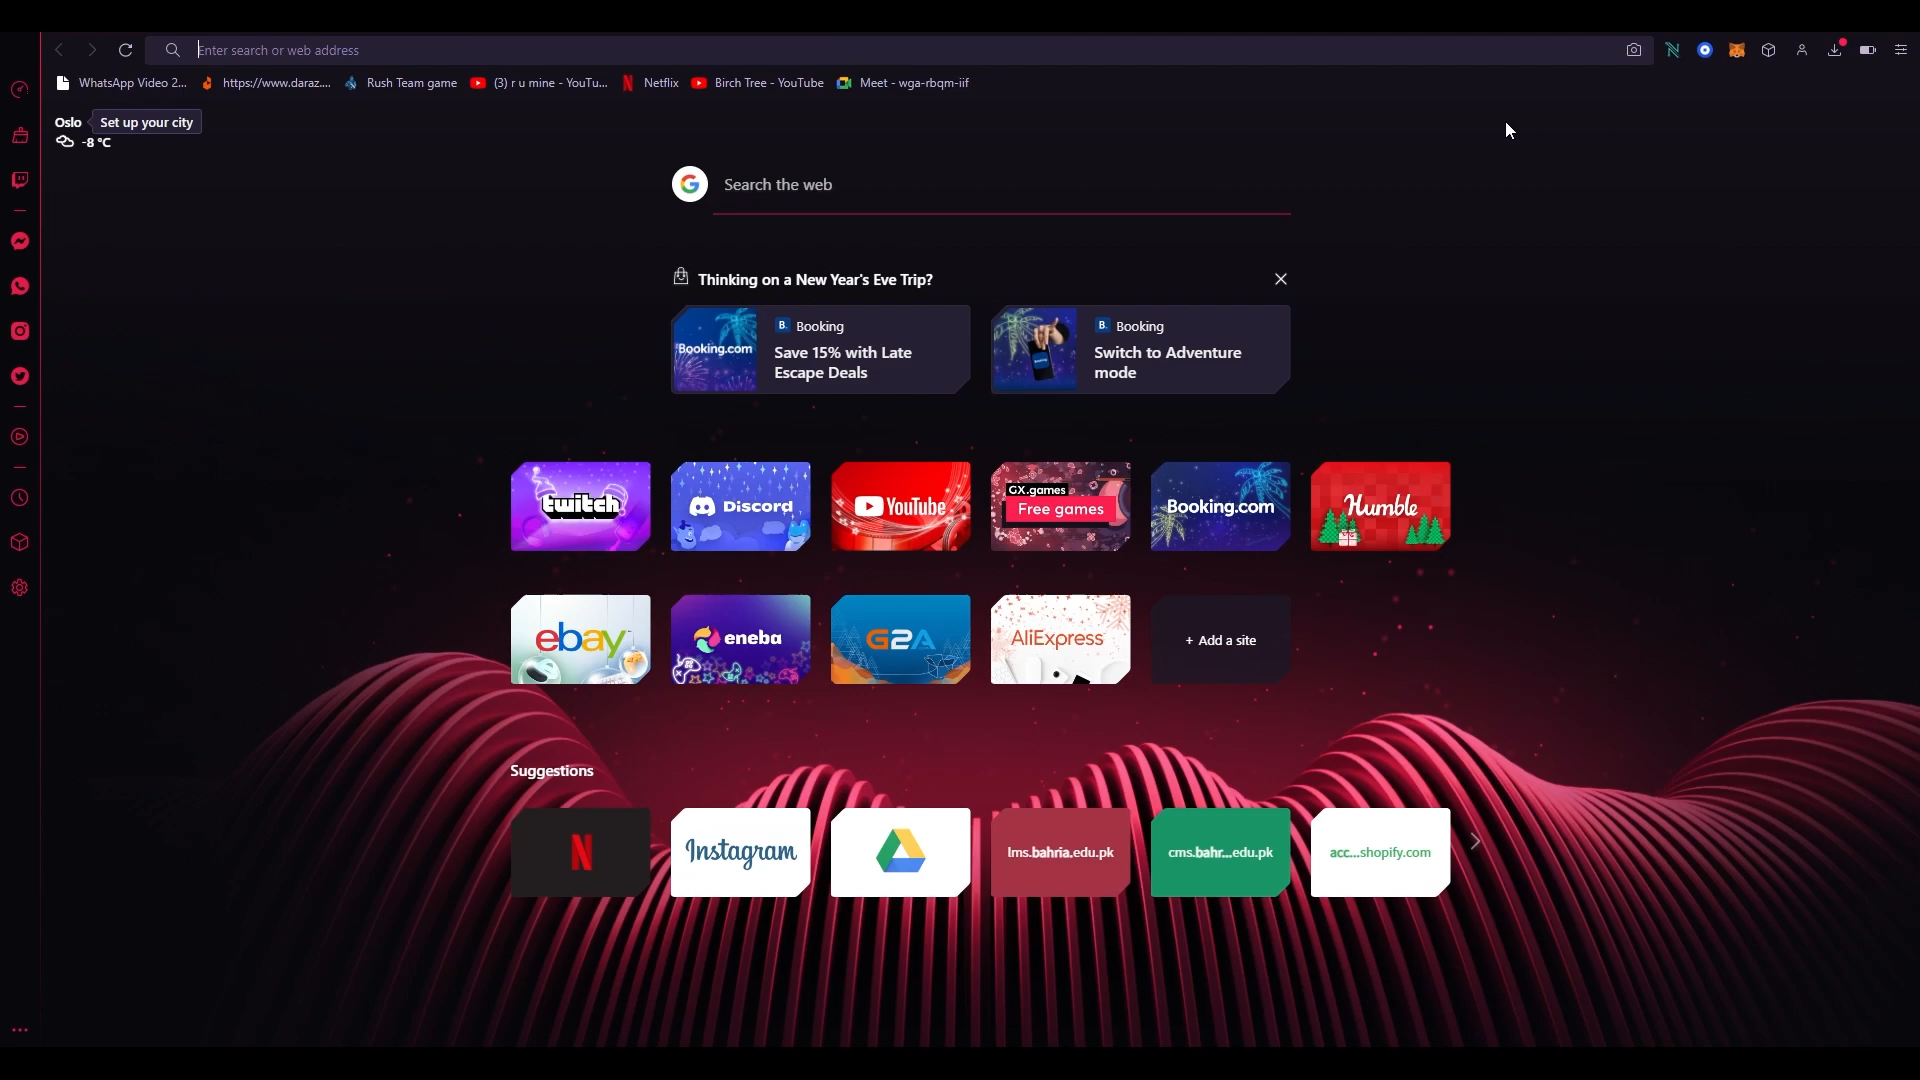 Enter search or web address
WhatsApp Video 2... https://www.daraz.... Rush Team game (3) r u mine - YouTu... Netflix Birch Tree - YouTube Meet - wga-rbqm-iif
Oslo Set up your city
-8 °C
Search the web
Thinking on a New Year's Eve Trip?
Booking.com
B. Booking
Save 15% with Late
Escape Deals
B. Booking
Switch to Adventure
mode
twitch Discord YouTube GX.games Free games Booking.com Humble
ebay eneba G2A AliExpress + Add a site
Suggestions
N Instagram lms.bahria.edu.pk cms.bahr...edu.pk acc...shopify.com